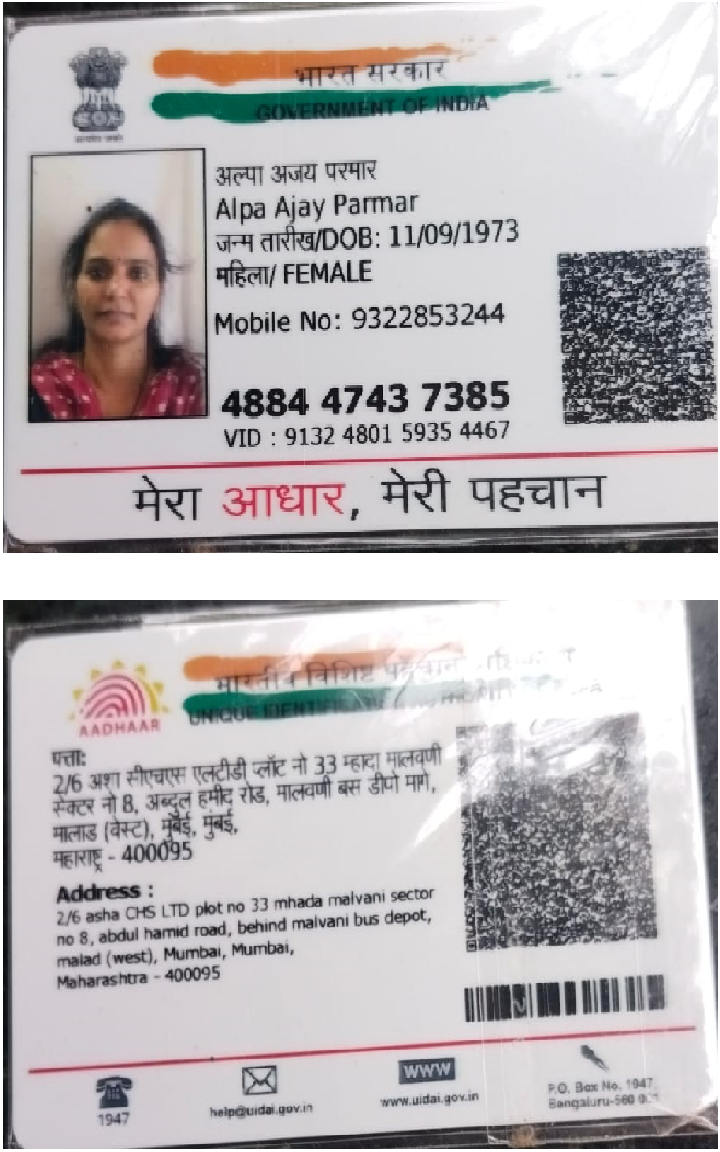 भारत सरकार
GOVERNMENT OF INDIA
अल्पा अजय परमार
Alpa Ajay Parmar
जन्म तारीख/DOB: 11/09/1973
महिला/ FEMALE
Mobile No: 9322853244
4884 4743 7385
VID : 9132 4801 5935 4467
मेरा आधार, मेरी पहचान
भारतीय विशिष्ट पहचान
AADHAAR
UNIQUE
पत्ता:
2/6 अशा सीएचएस एलटीडी प्लॉट नो 33 म्हादा मालवणी
सेक्टर नो 8, अब्दुल हमीद रोड, मालवणी बस डीपो मागे,
मालाड (वेस्ट), मुंबई, मुंबई,
महाराष्ट्र - 400095
Address :
2/6 asha CHS LTD plot no 33 mhada malvani sector
no 8, abdul hamid road, behind malvani bus depot,
malad (west), Mumbai, Mumbai,
Maharashtra - 400095
1947
help@uidai.gov.in
www
www.uidai.gov.in
P.O. Box No. 1947,
Bengaluru-560